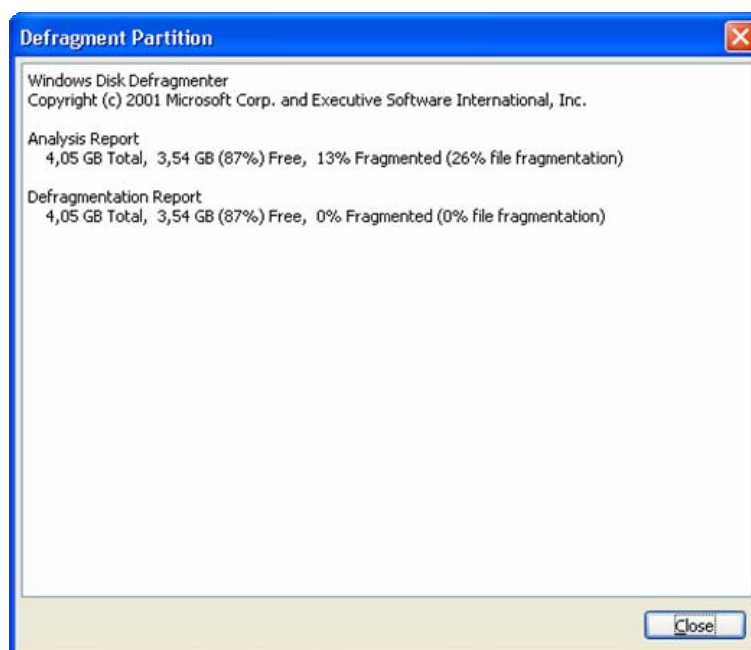 Defragment Partition
Windows Disk Defragmenter
Copyright (c) 2001 Microsoft Corp. and Executive Software International, Inc.
Analysis Report
4,05 GB Total, 3,54 GB (87%) Free, 13% Fragmented (26% file fragmentation)
Defragmentation Report
4,05 GB Total, 3,54 GB (87%) Free, 0% Fragmented (0% file fragmentation)
Close